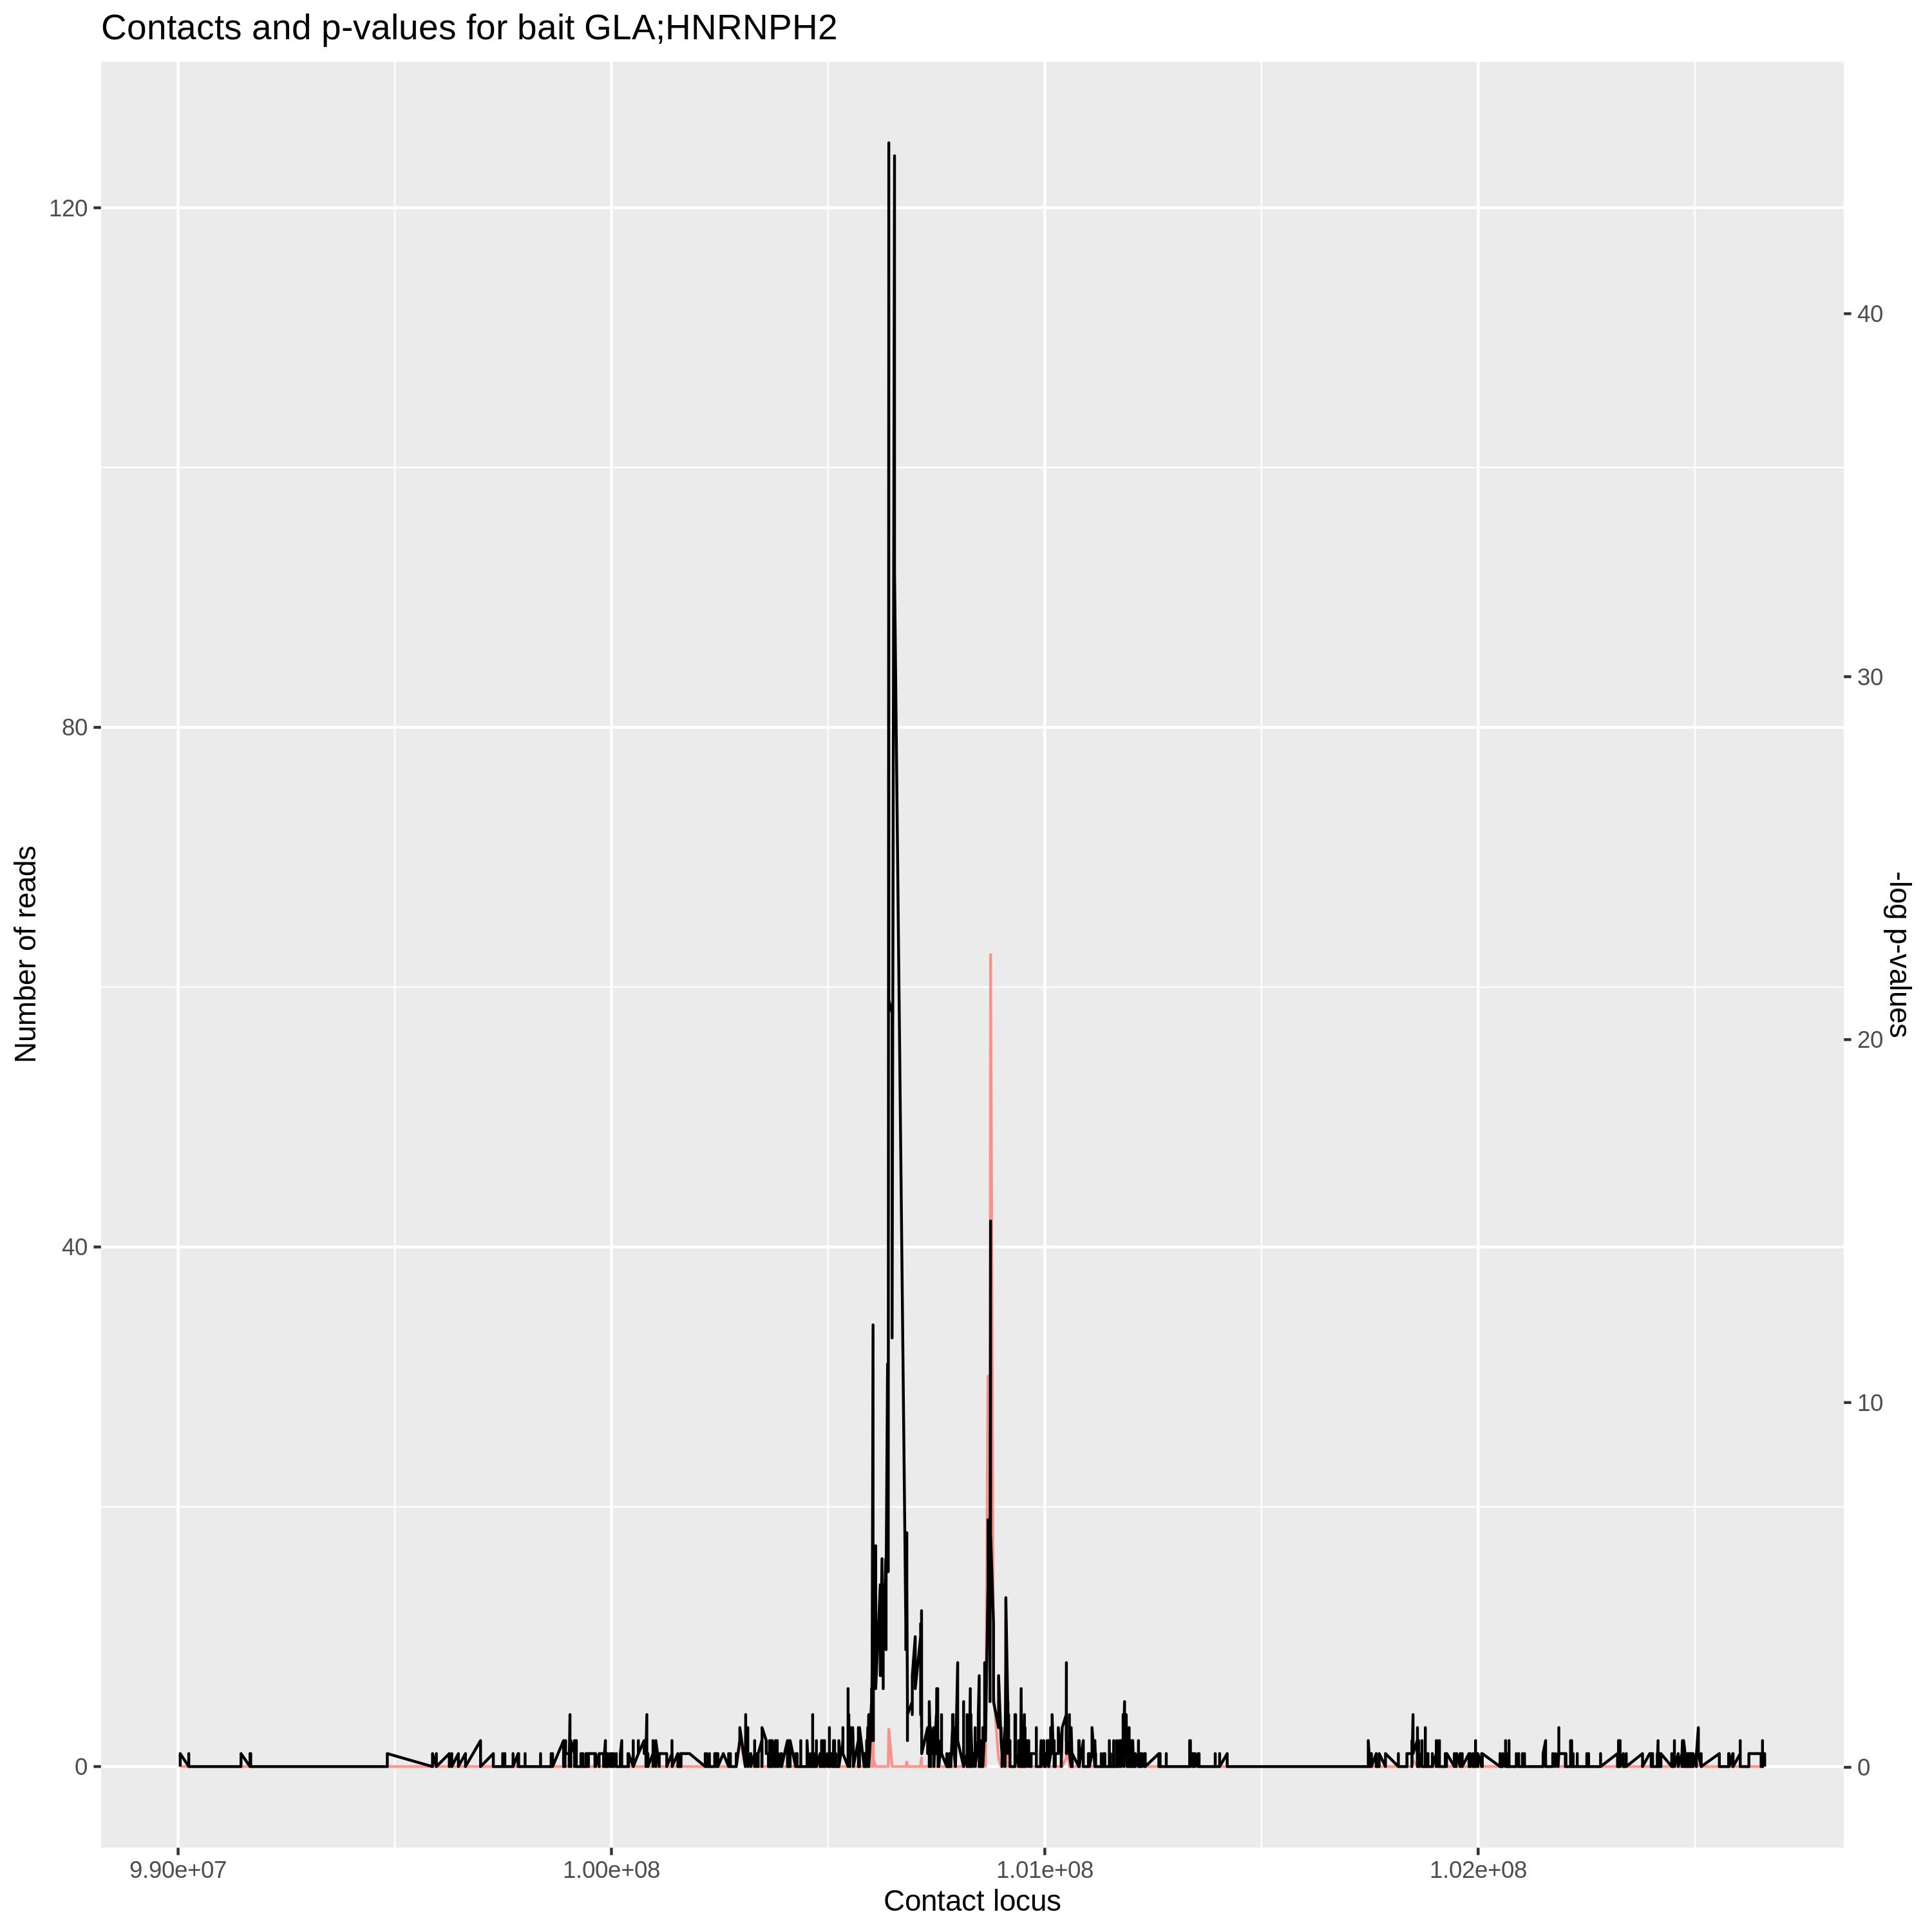 Contacts and p-values for bait GLA;HNRNPH2
120
80
40
0
40
30
20
10
0
Number of reads
-log p-values
9.90e+07
1.00e+08
1.01e+08
1.02e+08
Contact locus